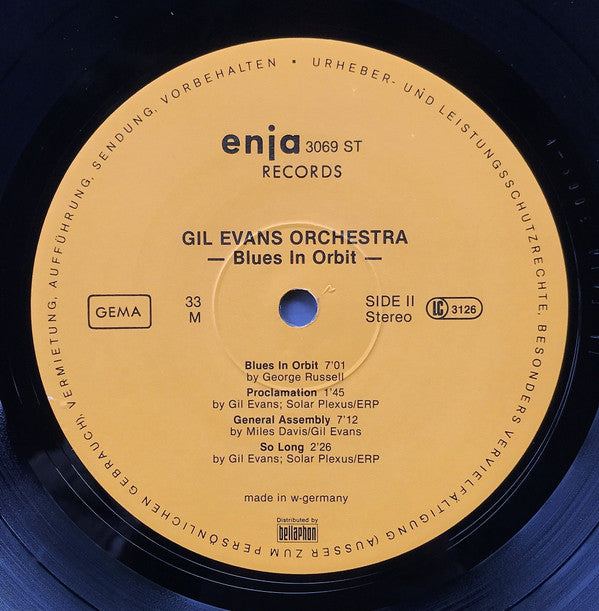 URHEBER- UND LEISTUNGSSCHUTZRECHTE, BESONDERS VERVIELFÄLTIGUNG (AUSSER ZUM PERSÖNLICHEN GEBRAUCH), VERMIETUNG, AUFFÜHRUNG, SENDUNG, VORBEHALTEN •
enja 3069 ST
RECORDS
GIL EVANS ORCHESTRA
— Blues In Orbit —
GEMA
33
M
SIDE II
Stereo
LC 3126
Blues In Orbit 7'01
by George Russell
Proclamation 1'45
by Gil Evans; Solar Plexus/ERP
General Assembly 7'12
by Miles Davis/Gil Evans
So Long 2'26
by Gil Evans; Solar Plexus/ERP
made in w-germany
Distributed by
bellaphon